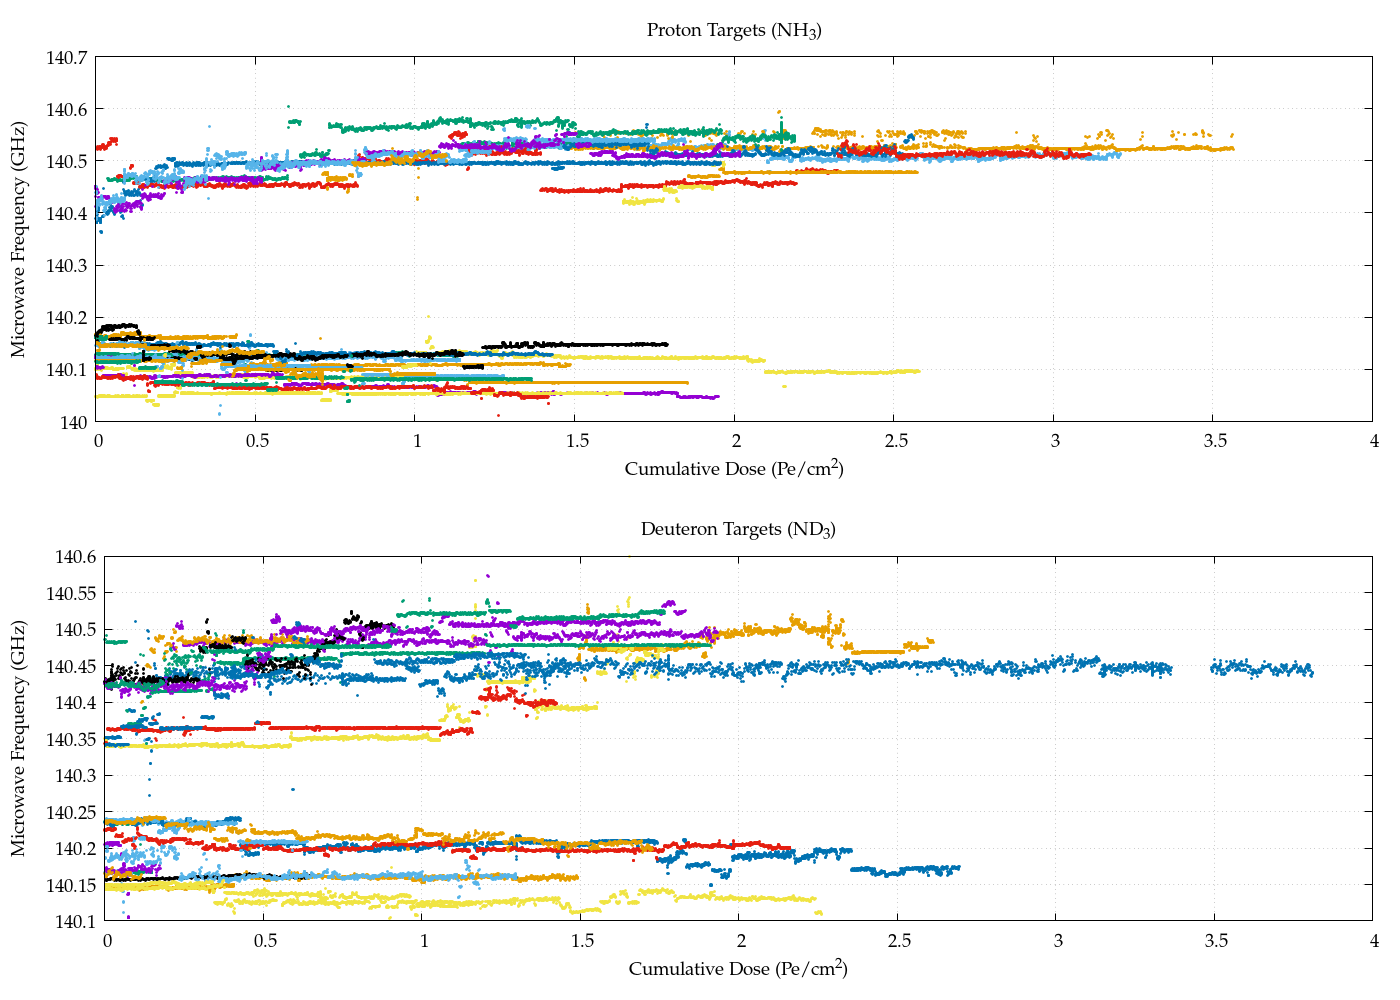 Proton Targets (NH3)
140.7
140.6
140.5
140.4
140.3
140.2
140.1
140
Microwave Frequency (GHz)
0 0.5 1 1.5 2 2.5 3 3.5 4
Cumulative Dose (Pe/cm2)
Deuteron Targets (ND3)
140.6
140.55
140.5
140.45
140.4
140.35
140.3
140.25
140.2
140.15
140.1
Microwave Frequency (GHz)
0 0.5 1 1.5 2 2.5 3 3.5 4
Cumulative Dose (Pe/cm2)